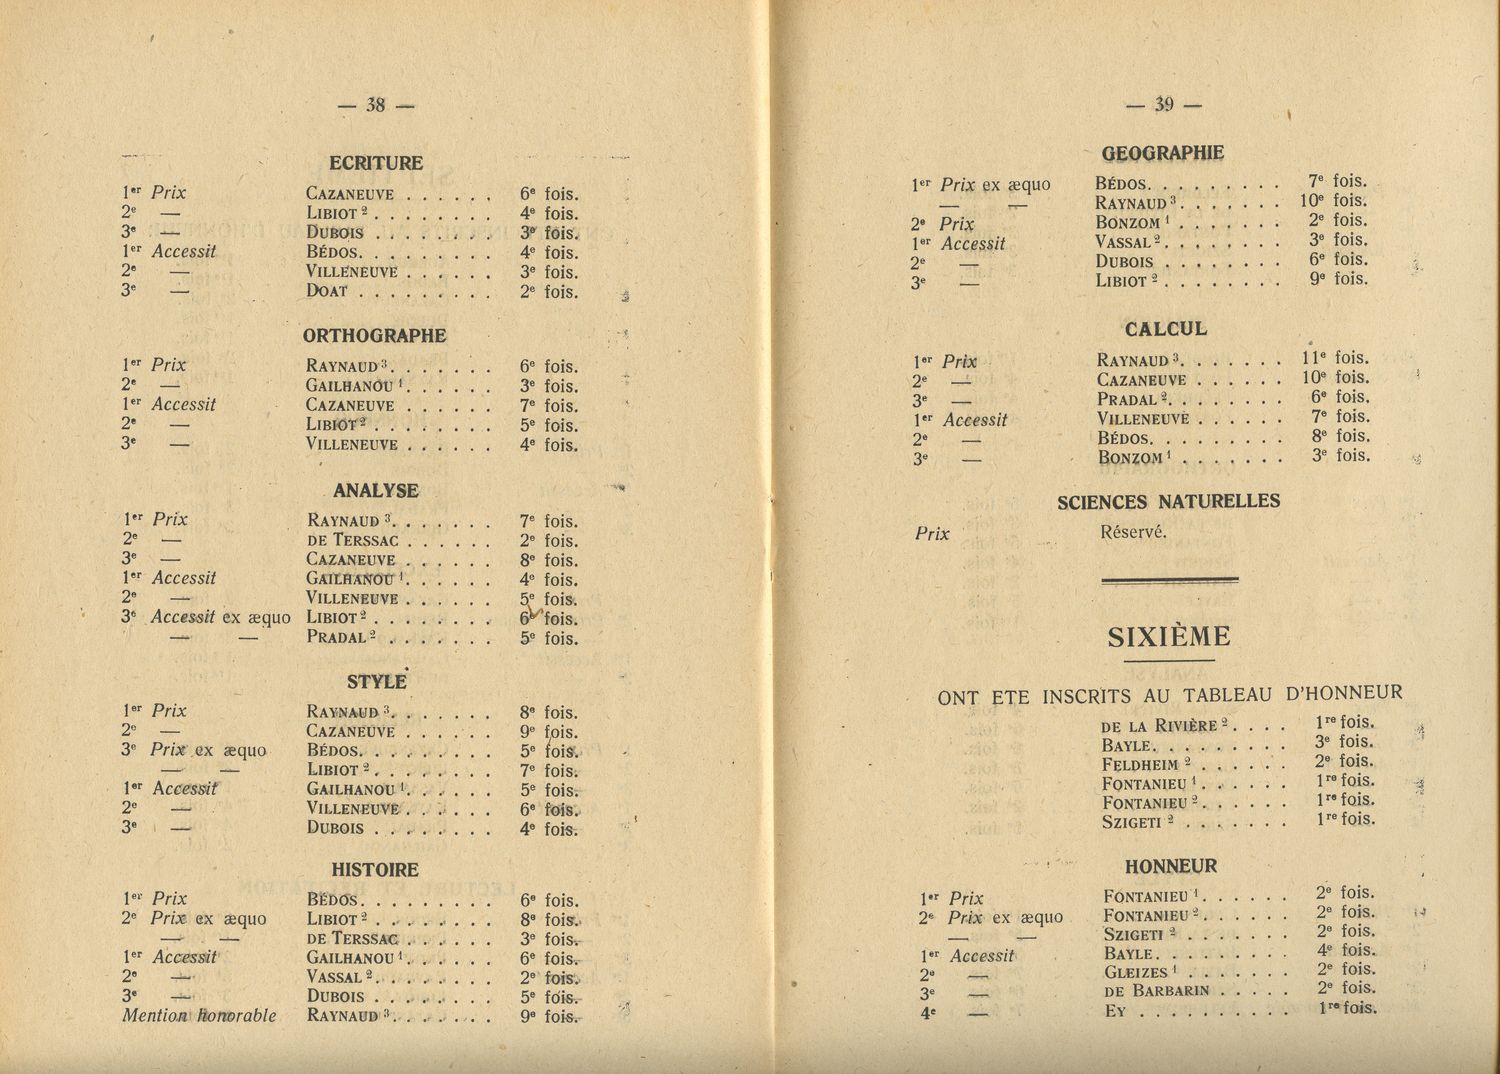 — 38 —
ECRITURE
1er Prix CAZANEUVE . . . . . . 6e fois.
2e — LIBIOT 2 . . . . . . . . 4e fois.
3e — DUBOIS . . . . . . . . 3e fois.
1er Accessit BÉDOS. . . . . . . . . 4e fois.
2e — VILLENEUVE . . . . . . 3e fois.
3e — DOAT . . . . . . . . . 2e fois.
ORTHOGRAPHE
1er Prix RAYNAUD 3. . . . . . . 6e fois.
2e — GAILHANOU 1. . . . . . 3e fois.
1er Accessit CAZANEUVE . . . . . . 7e fois.
2e — LIBIOT 2 . . . . . . . . 5e fois.
3e — VILLENEUVE . . . . . . 4e fois.
ANALYSE
1er Prix RAYNAUD 3. . . . . . . 7e fois.
2e — DE TERSSAC . . . . . . 2e fois.
3e — CAZANEUVE . . . . . . 8e fois.
1er Accessit GAILHANOU 1. . . . . . 4e fois.
2e — VILLENEUVE . . . . . . 5e fois.
3e Accessit ex æquo LIBIOT 2 . . . . . . . . 6e fois.
— — PRADAL 2 . . . . . . . 5e fois.
STYLE
1er Prix RAYNAUD 3. . . . . . . 8e fois.
2e — CAZANEUVE . . . . . . 9e fois.
3e Prix ex æquo BÉDOS. . . . . . . . . 5e fois.
— — LIBIOT 2 . . . . . . . . 7e fois.
1er Accessit GAILHANOU 1. . . . . . 5e fois.
2e — VILLENEUVE . . . . . . 6e fois.
3e — DUBOIS . . . . . . . . 4e fois.
HISTOIRE
1er Prix BÉDOS. . . . . . . . . 6e fois.
2e Prix ex æquo LIBIOT 2 . . . . . . . . 8e fois.
— — DE TERSSAC . . . . . . 3e fois.
1er Accessit GAILHANOU 1. . . . . . 6e fois.
2e — VASSAL 2. . . . . . . . 2e fois.
3e — DUBOIS . . . . . . . . 5e fois.
Mention honorable RAYNAUD 3. . . . . . . 9e fois.
— 39 —
GEOGRAPHIE
1er Prix ex æquo BÉDOS. . . . . . . . . 7e fois.
— — RAYNAUD 3. . . . . . . 10e fois.
2e Prix BONZOM 1 . . . . . . . 2e fois.
1er Accessit VASSAL 2. . . . . . . . 3e fois.
2e — DUBOIS . . . . . . . . 6e fois.
3e — LIBIOT 2 . . . . . . . . 9e fois.
CALCUL
1er Prix RAYNAUD 3. . . . . . . 11e fois.
2e — CAZANEUVE . . . . . . 10e fois.
3e — PRADAL 2. . . . . . . . 6e fois.
1er Accessit VILLENEUVE . . . . . . 7e fois.
2e — BÉDOS. . . . . . . . . 8e fois.
3e — BONZOM 1 . . . . . . . 3e fois.
SCIENCES NATURELLES
Prix Réservé.
SIXIÈME
ONT ETE INSCRITS AU TABLEAU D'HONNEUR
DE LA RIVIÈRE 2 . . . . 1re fois.
BAYLE. . . . . . . . . 3e fois.
FELDHEIM 2 . . . . . . 2e fois.
FONTANIEU 1 . . . . . . 1re fois.
FONTANIEU 2 . . . . . . 1re fois.
SZIGETI 2 . . . . . . . 1re fois.
HONNEUR
1er Prix FONTANIEU 1. . . . . . 2e fois.
2e Prix ex æquo FONTANIEU 2 . . . . . . 2e fois.
— — SZIGETI 2 . . . . . . . 2e fois.
1er Accessit BAYLE. . . . . . . . . 4e fois.
2e — GLEIZES 1 . . . . . . . 2e fois.
3e — DE BARBARIN . . . . . 2e fois.
4e — EY . . . . . . . . . . 1re fois.